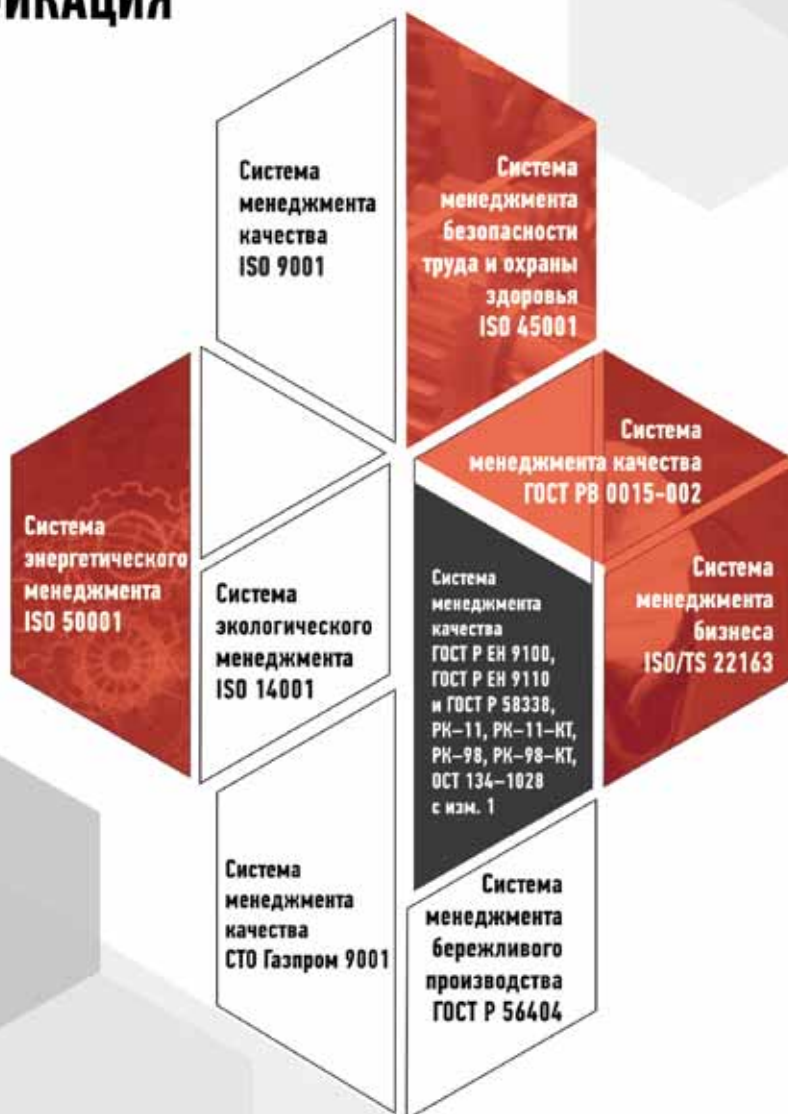 Система
менеджмента
качества
ISO 9001
Система
менеджмента
безопасности
труда и охраны
здоровья
ISO 45001
Система
менеджмента качества
ГОСТ РВ 0015-002
Система
энергетического
менеджмента
ISO 50001
Система
экологического
менеджмента
ISO 14001
Система
менеджмента
качества
ГОСТ Р ЕН 9100,
ГОСТ Р ЕН 9110
и ГОСТ Р 58338,
РК–11, РК–11–КТ,
РК–98, РК–98–КТ,
ОСТ 134–1028
с изм. 1
Система
менеджмента
бизнеса
ISO/TS 22163
Система
менеджмента
качества
СТО Газпром 9001
Система
менеджмента
бережливого
производства
ГОСТ Р 56404